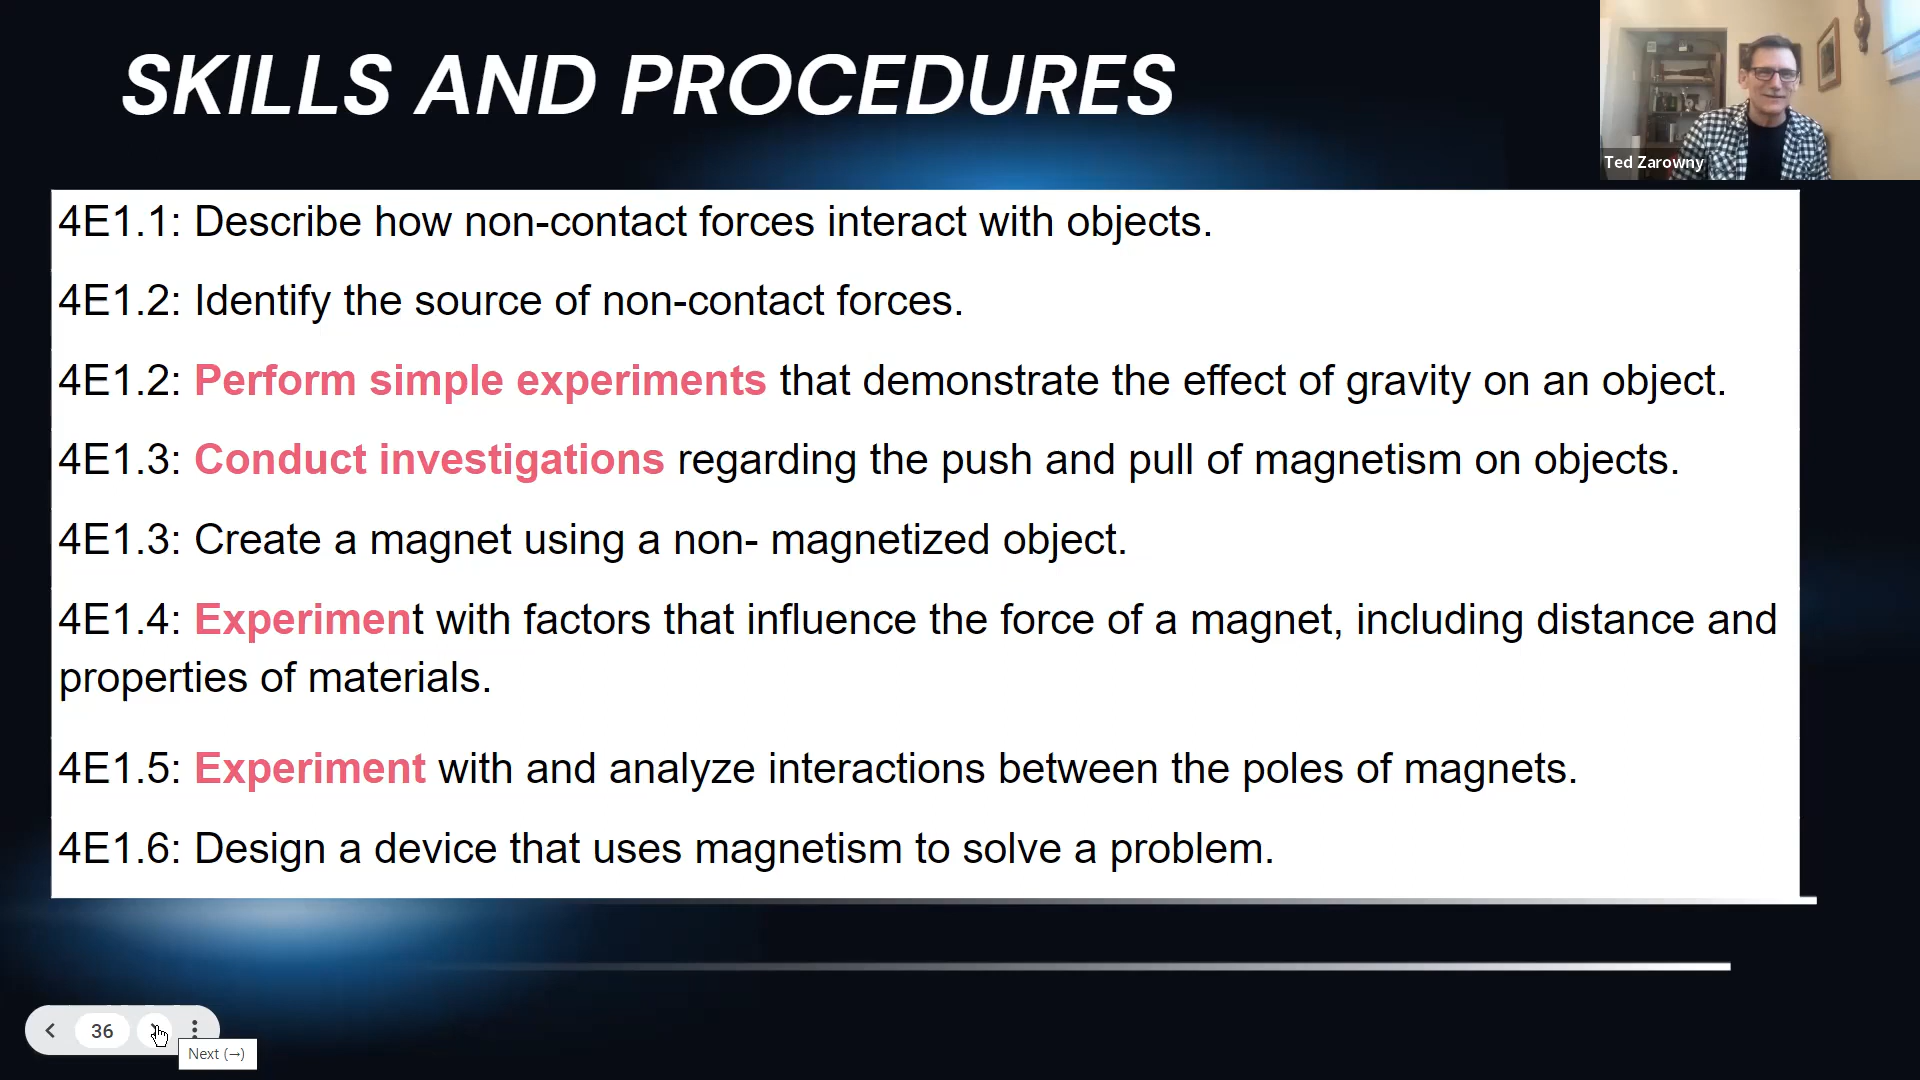 SKILLS AND PROCEDURES
Ted Zarowny
4E1.1: Describe how non-contact forces interact with objects.
4E1.2: Identify the source of non-contact forces.
4E1.2: Perform simple experiments that demonstrate the effect of gravity on an object.
4E1.3: Conduct investigations regarding the push and pull of magnetism on objects.
4E1.3: Create a magnet using a non- magnetized object.
4E1.4: Experiment with factors that influence the force of a magnet, including distance and
properties of materials.
4E1.5: Experiment with and analyze interactions between the poles of magnets.
4E1.6: Design a device that uses magnetism to solve a problem.
36
Next (→)